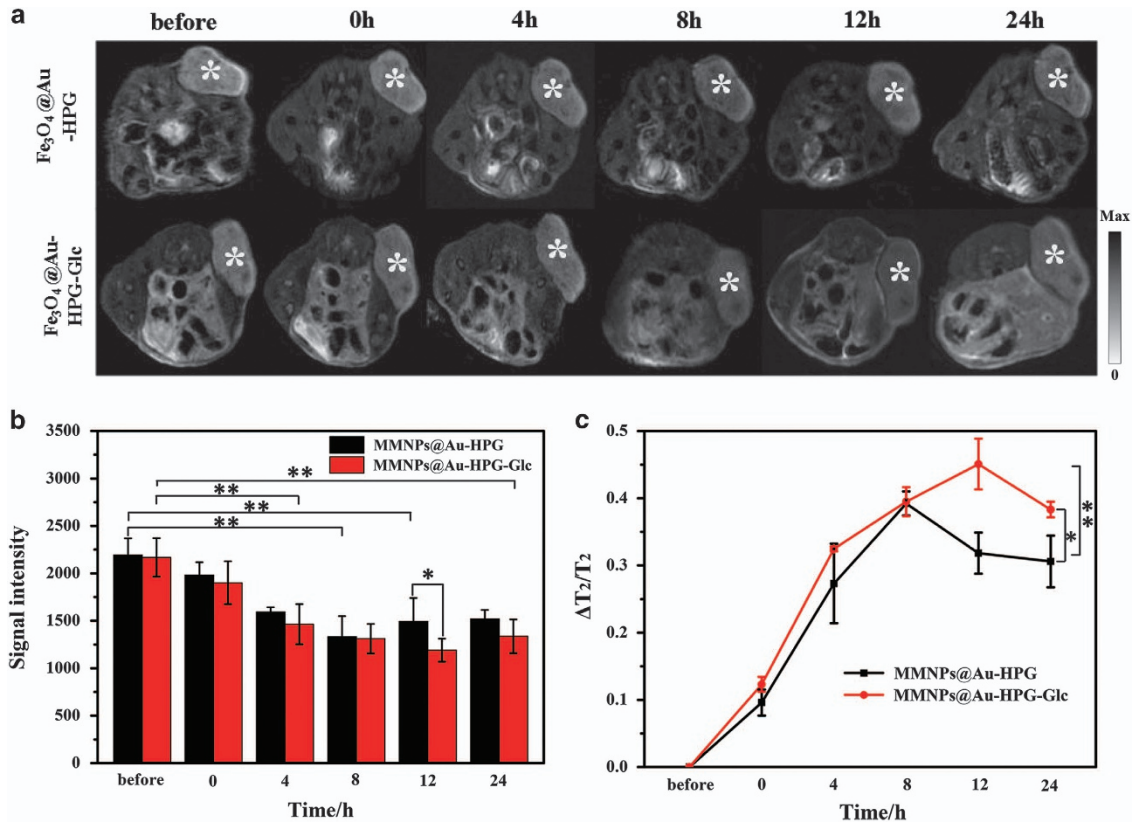 a
before 0h 4h 8h 12h 24h
Fe₃O₄@Au
-HPG
* * * * * *
Fe₃O₄@Au-
HPG-Glc
* * * * * *
Max
0
b
3500
3000
2500
2000
1500
1000
500
0
Signal intensity
MMNPs@Au-HPG
MMNPs@Au-HPG-Glc
**
**
**
**
*
before 0 4 8 12 24
Time/h
c
0.5
0.4
0.3
0.2
0.1
0.0
ΔT₂/T₂
**
*
MMNPs@Au-HPG
MMNPs@Au-HPG-Glc
before 0 4 8 12 24
Time/h